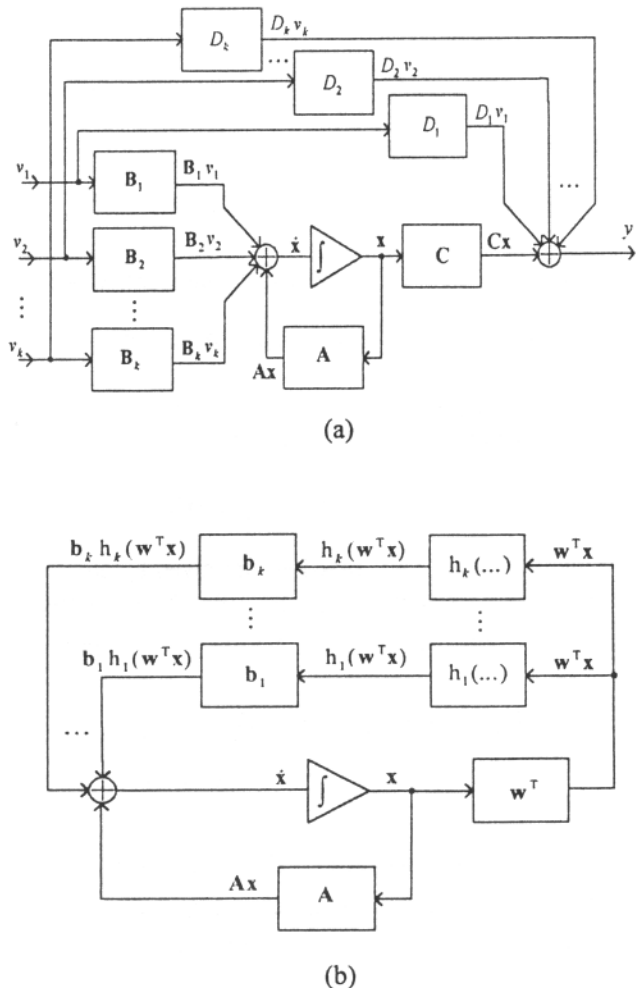 D_k D_k v_k
...
D_2 D_2 v_2
D_1 D_1 v_1
v_1 B_1 B_1 v_1 ...
v_2 B_2 B_2 v_2 ẋ ∫ x C Cx y
⋮ ⋮
v_k B_k B_k v_k Ax A
(a)
b_k h_k(w^T x) b_k h_k(w^T x) h_k(...) w^T x
⋮ ⋮
b_1 h_1(w^T x) b_1 h_1(w^T x) h_1(...) w^T x
...
ẋ ∫ x w^T
Ax A
(b)